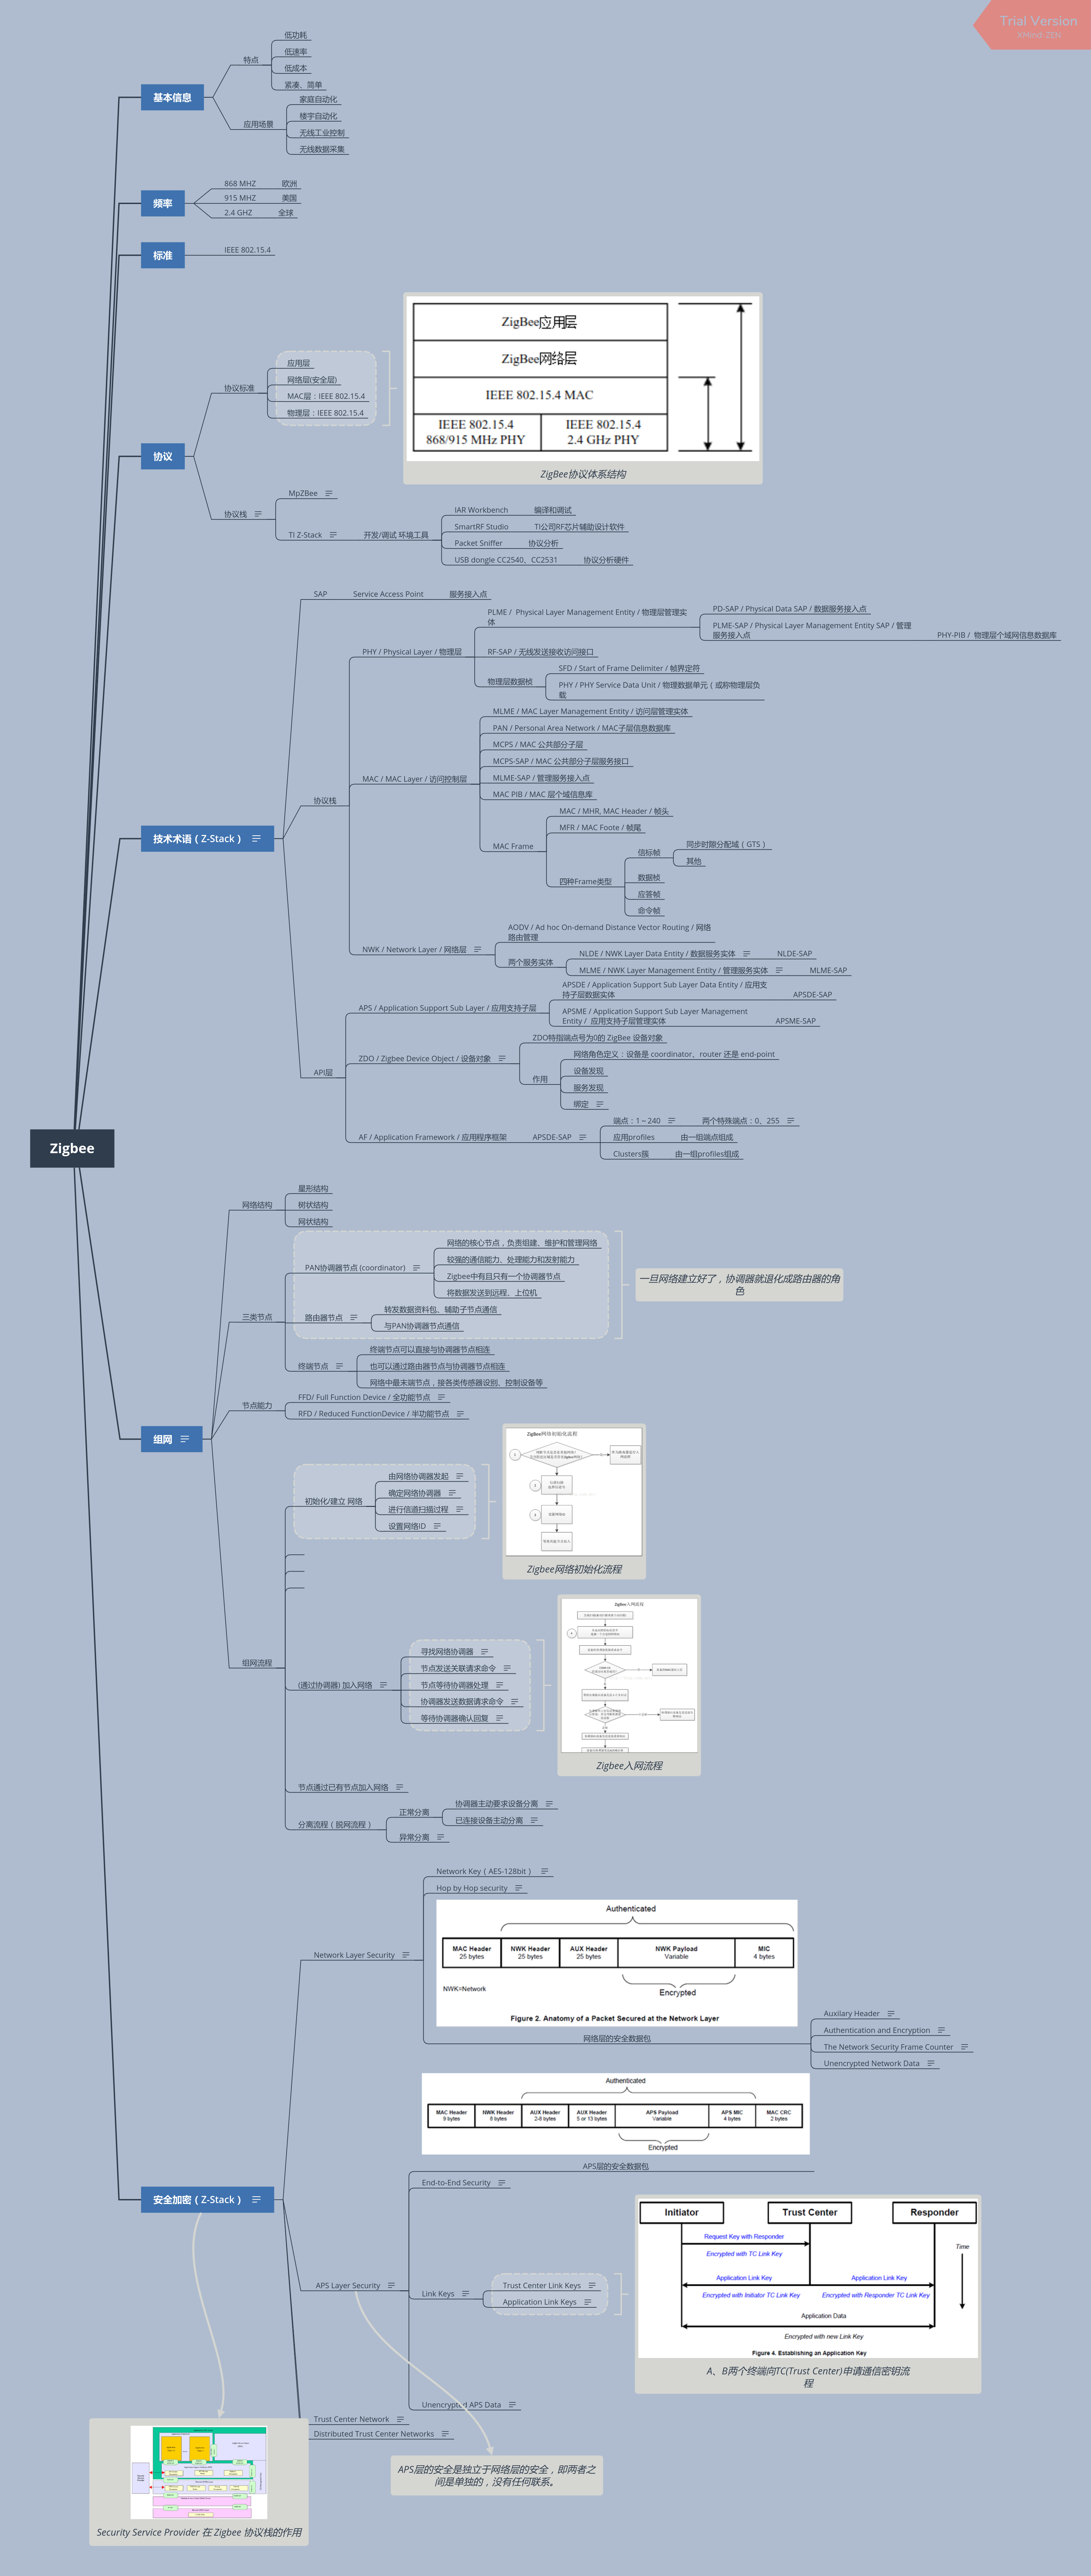 Trial Version
XMind ZEN
Zigbee
基本信息
特点
低功耗
低速率
低成本
紧凑、简单
应用场景
家庭自动化
楼宇自动化
无线工业控制
无线数据采集
频率
868 MHZ 欧洲
915 MHZ 美国
2.4 GHZ 全球
标准
IEEE 802.15.4
协议
协议标准
应用层
网络层(安全层)
MAC层：IEEE 802.15.4
物理层：IEEE 802.15.4
ZigBee应用层
ZigBee网络层
IEEE 802.15.4 MAC
IEEE 802.15.4
868/915 MHz PHY
IEEE 802.15.4
2.4 GHz PHY
ZigBee协议体系结构
协议栈
MpZBee
TI Z-Stack
开发/调试 环境工具
IAR Workbench 编译和调试
SmartRF Studio TI公司RF芯片辅助设计软件
Packet Sniffer 协议分析
USB dongle CC2540、CC2531 协议分析硬件
技术术语 ( Z-Stack )
SAP Service Access Point 服务接入点
协议栈
PHY / Physical Layer / 物理层
PLME / Physical Layer Management Entity / 物理层管理实
体
PD-SAP / Physical Data SAP / 数据服务接入点
PLME-SAP / Physical Layer Management Entity SAP / 管理
服务接入点
PHY-PIB / 物理层个域网信息数据库
RF-SAP / 无线发送接收访问接口
物理层数据桢
SFD / Start of Frame Delimiter / 帧界定符
PHY / PHY Service Data Unit / 物理数据单元 ( 或称物理层负
载
MAC / MAC Layer / 访问控制层
MLME / MAC Layer Management Entity / 访问层管理实体
PAN / Personal Area Network / MAC子层信息数据库
MCPS / MAC 公共部分子层
MCPS-SAP / MAC 公共部分子层服务接口
MLME-SAP / 管理服务接入点
MAC PIB / MAC 层个域信息库
MAC Frame
MAC / MHR, MAC Header / 帧头
MFR / MAC Foote / 帧尾
四种Frame类型
信标帧
同步时隙分配域 ( GTS )
其他
数据桢
应答帧
命令帧
NWK / Network Layer / 网络层
AODV / Ad hoc On-demand Distance Vector Routing / 网络
路由管理
两个服务实体
NLDE / NWK Layer Data Entity / 数据服务实体 NLDE-SAP
MLME / NWK Layer Management Entity / 管理服务实体 MLME-SAP
API层
APS / Application Support Sub Layer / 应用支持子层
APSDE / Application Support Sub Layer Data Entity / 应用支
持子层数据实体
APSDE-SAP
APSME / Application Support Sub Layer Management
Entity / 应用支持子层管理实体
APSME-SAP
ZDO / Zigbee Device Object / 设备对象
ZDO特指端点号为0的 ZigBee 设备对象
作用
网络角色定义：设备是 coordinator、router 还是 end-point
设备发现
服务发现
绑定
AF / Application Framework / 应用程序框架
APSDE-SAP
端点：1 ~ 240 两个特殊端点：0、255
应用profiles 由一组端点组成
Clusters簇 由一组profiles组成
组网
网络结构
星形结构
树状结构
网状结构
三类节点
PAN协调器节点 (coordinator)
网络的核心节点，负责组建、维护和管理网络
较强的通信能力、处理能力和发射能力
Zigbee中有且只有一个协调器节点
将数据发送到远程、上位机
路由器节点
转发数据资料包、辅助子节点通信
与PAN协调器节点通信
一旦网络建立好了，协调器就退化成路由器的角
色
终端节点
终端节点可以直接与协调器节点相连
也可以通过路由器节点与协调器节点相连
网络中最末端节点，接各类传感器设别、控制设备等
节点能力
FFD/ Full Function Device / 全功能节点
RFD / Reduced FunctionDevice / 半功能节点
组网流程
初始化/建立 网络
由网络协调器发起
确定网络协调器
进行信道扫描过程
设置网络ID
ZigBee网络初始化流程
Zigbee网络初始化流程
(通过协调器) 加入网络
寻找网络协调器
节点发送关联请求命令
节点等待协调器处理
协调器发送数据请求命令
等待协调器确认回复
ZigBee入网流程
Zigbee入网流程
节点通过已有节点加入网络
分离流程 ( 脱网流程 )
正常分离
协调器主动要求设备分离
已连接设备主动分离
异常分离
安全加密 ( Z-Stack )
Network Layer Security
Network Key ( AES-128bit )
Hop by Hop security
Authenticated
MAC Header
25 bytes
NWK Header
25 bytes
AUX Header
25 bytes
NWK Payload
Variable
MIC
4 bytes
NWK=Network
Encrypted
Figure 2. Anatomy of a Packet Secured at the Network Layer
网络层的安全数据包
Auxilary Header
Authentication and Encryption
The Network Security Frame Counter
Unencrypted Network Data
APS Layer Security
Authenticated
MAC Header
9 bytes
NWK Header
8 bytes
AUX Header
2-8 bytes
AUX Header
5 or 13 bytes
APS Payload
Variable
APS MIC
4 bytes
MAC CRC
2 bytes
Encrypted
APS层的安全数据包
End-to-End Security
Link Keys
Trust Center Link Keys
Application Link Keys
Initiator
Trust Center
Responder
Request Key with Responder
Encrypted with TC Link Key
Time
Application Link Key
Application Link Key
Encrypted with Initiator TC Link Key
Encrypted with Responder TC Link Key
Application Data
Encrypted with new Link Key
Figure 4. Establishing an Application Key
A、B两个终端向TC(Trust Center)申请通信密钥流
程
Unencrypted APS Data
Trust Center Network
Distributed Trust Center Networks
APS层的安全是独立于网络层的安全，即两者之
间是单独的，没有任何联系。
Security Service Provider 在 Zigbee 协议栈的作用